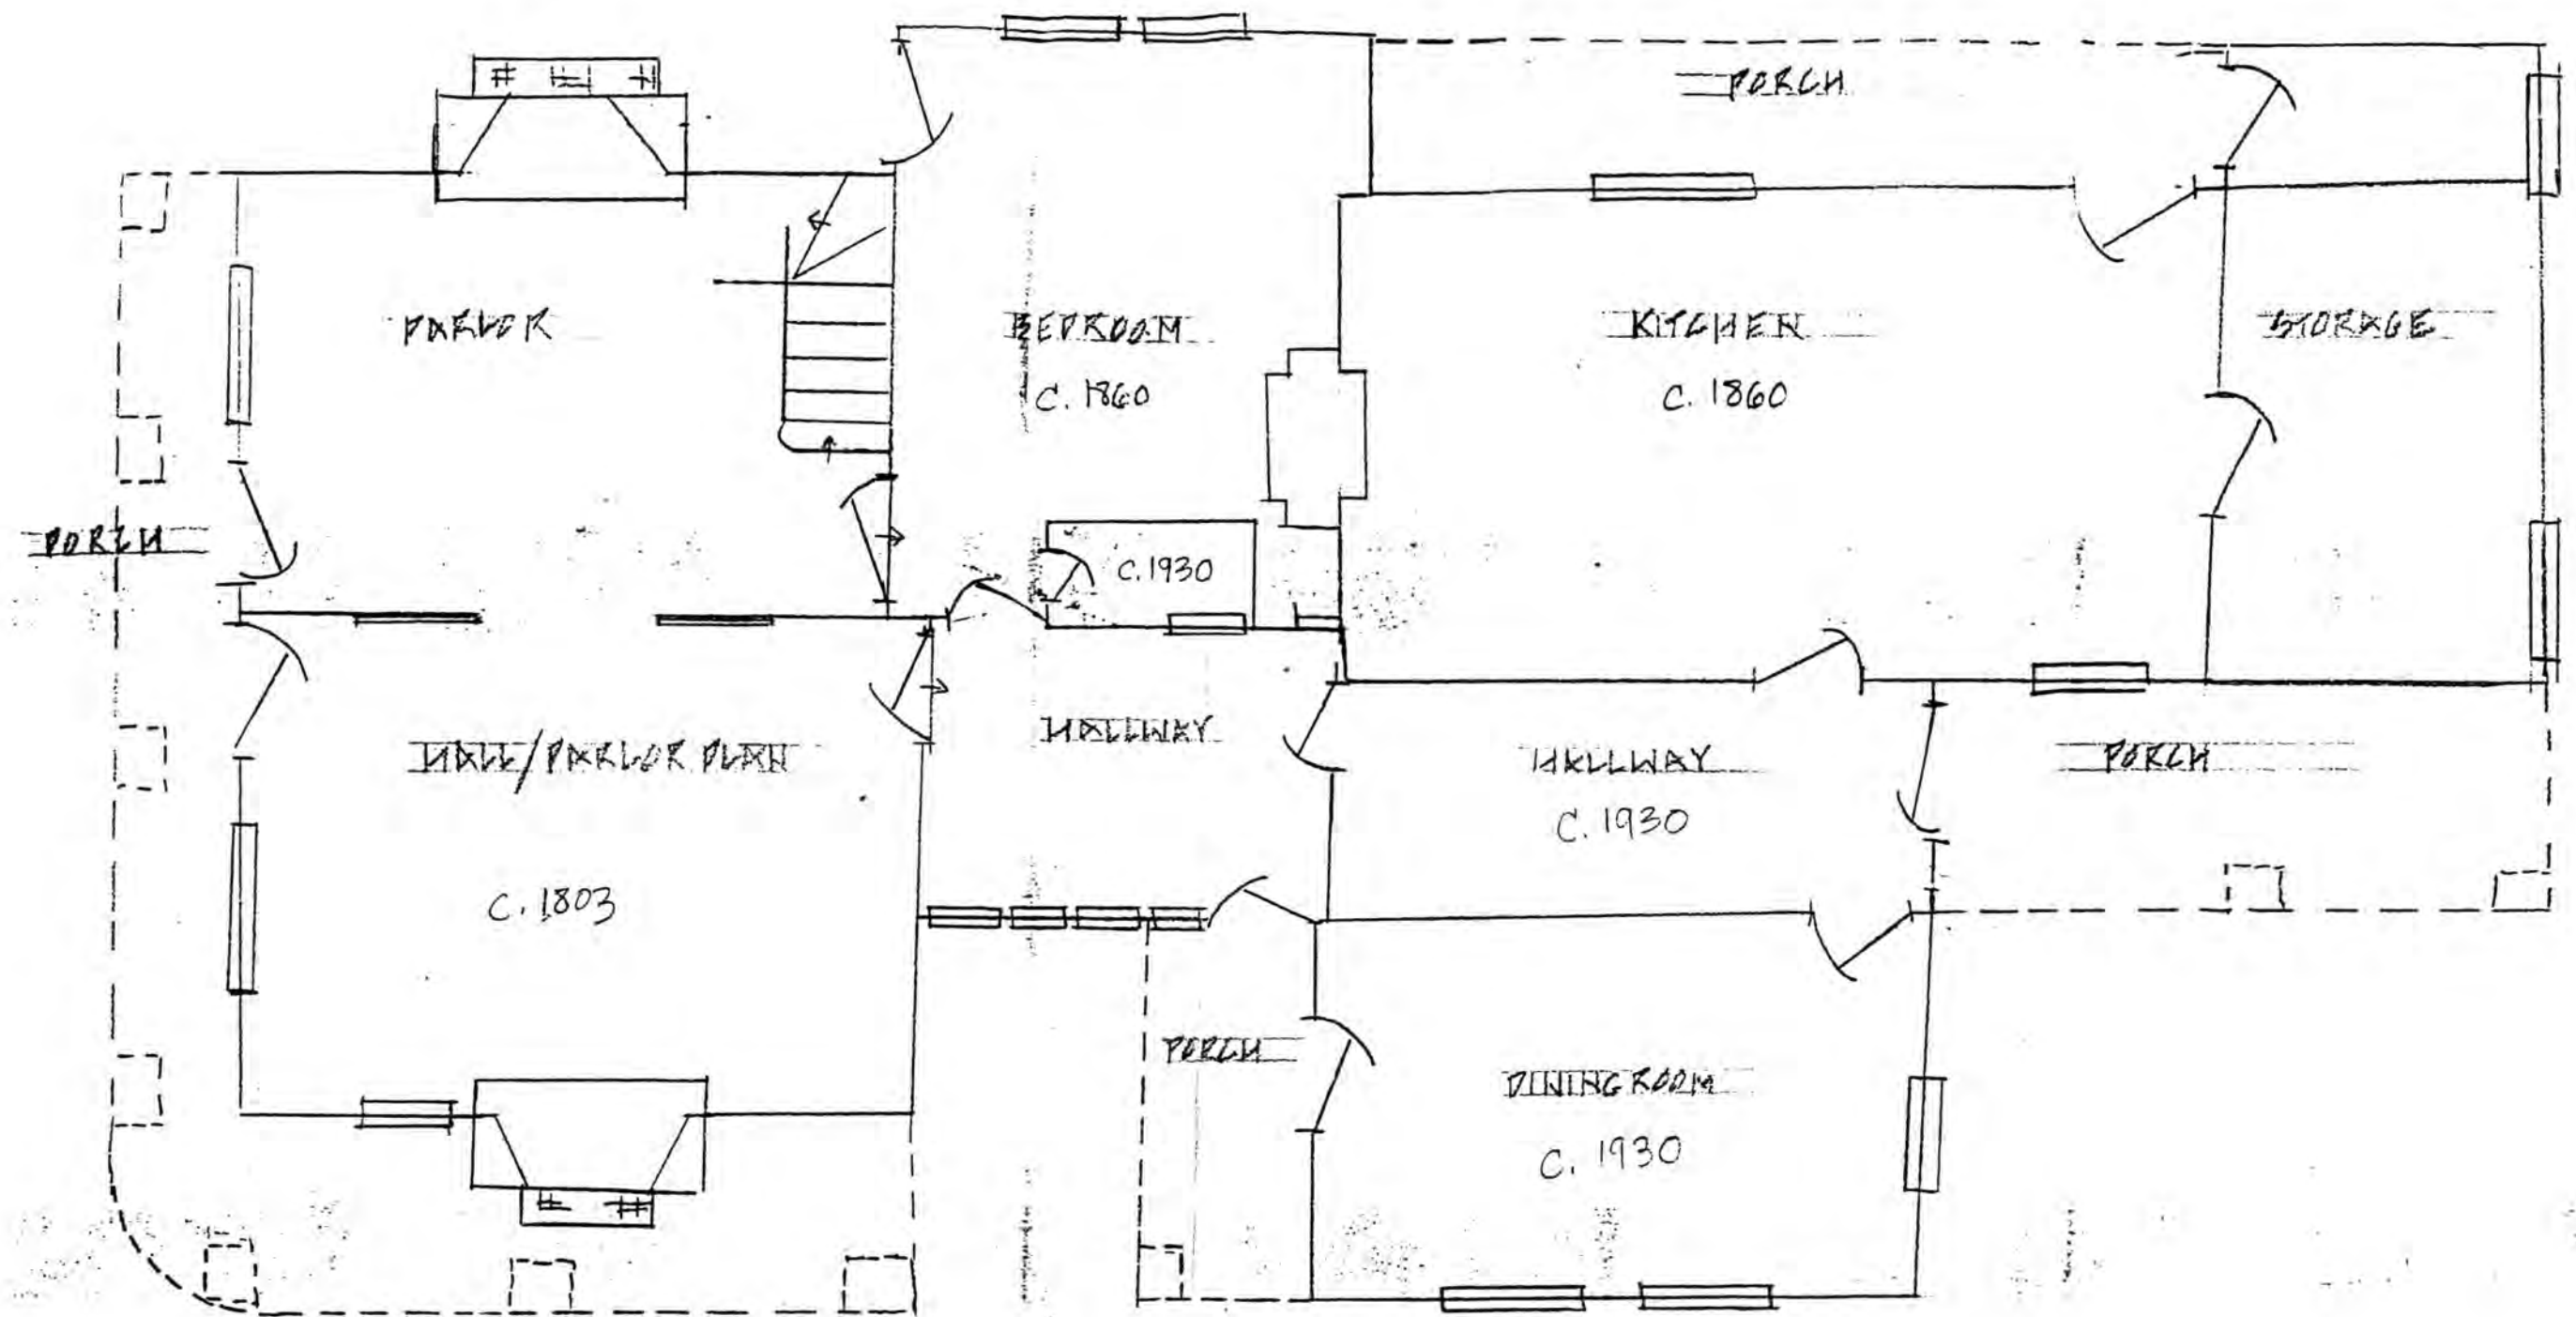 PORCH
PARLOR
BEDROOM
C. 1860
KITCHEN
C. 1860
STORAGE
PORCH
C. 1930
HALL/PARLOR PLAN
C. 1803
HALLWAY
HALLWAY
C. 1930
PORCH
PORCH
DINING ROOM
C. 1930